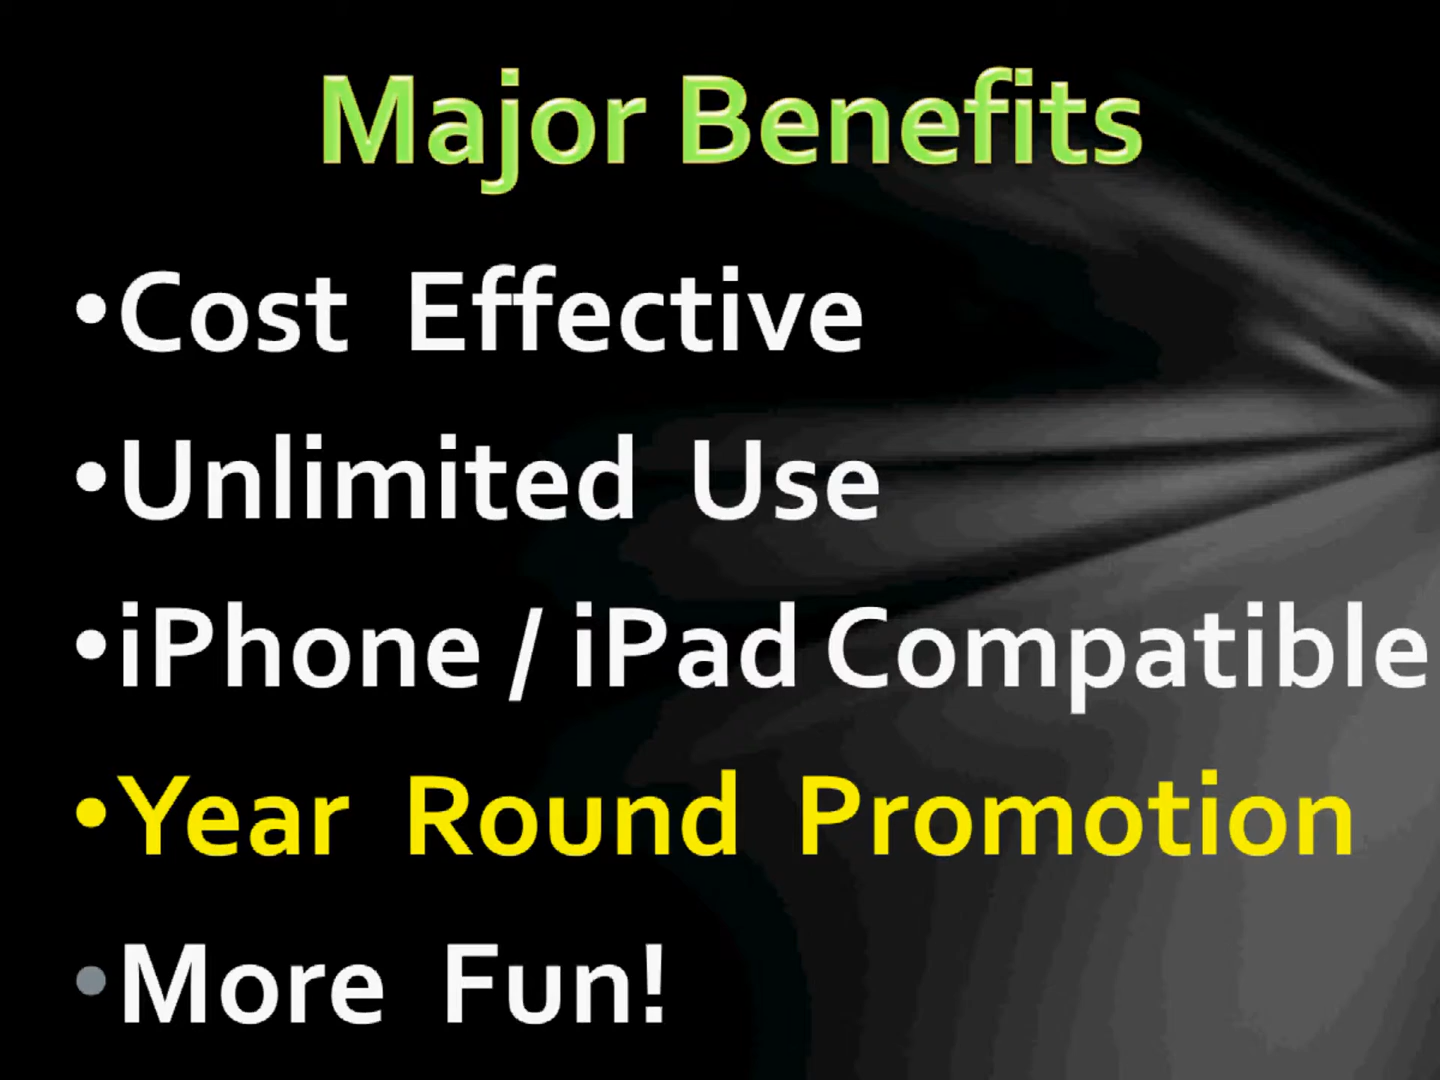 Major Benefits
•Cost Effective
•Unlimited Use
•iPhone / iPad Compatible
•Year Round Promotion
•More Fun!